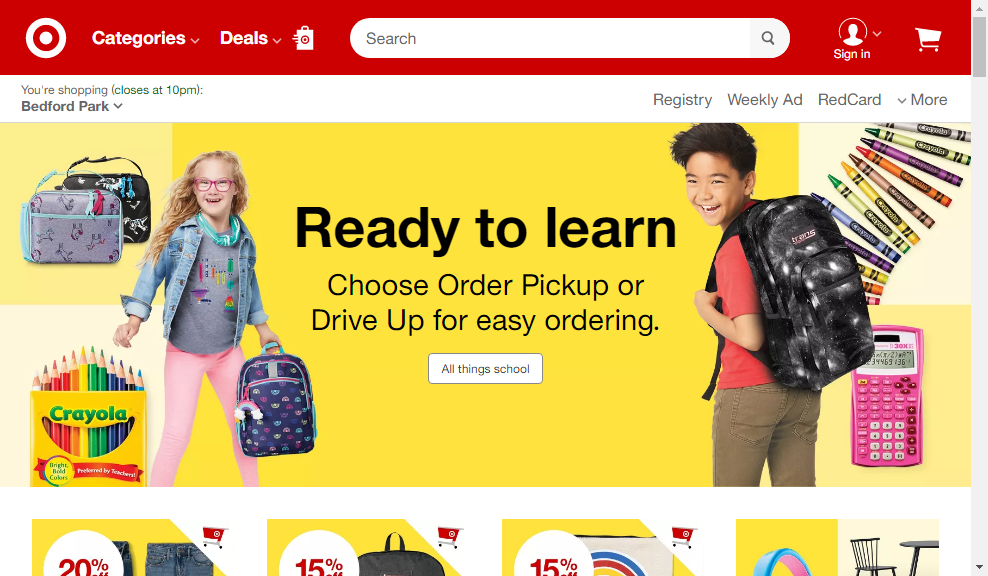 Categories
Deals
Search
Sign in
You're shopping (closes at 10pm):
Bedford Park
Registry
Weekly Ad
RedCard
More
Ready to learn
Choose Order Pickup or
Drive Up for easy ordering.
All things school
Crayola
Bright,
Bold
Colors
Preferred by Teachers!
trans
Crayola
Crayola
Crayola
30X
20%
15%
15%